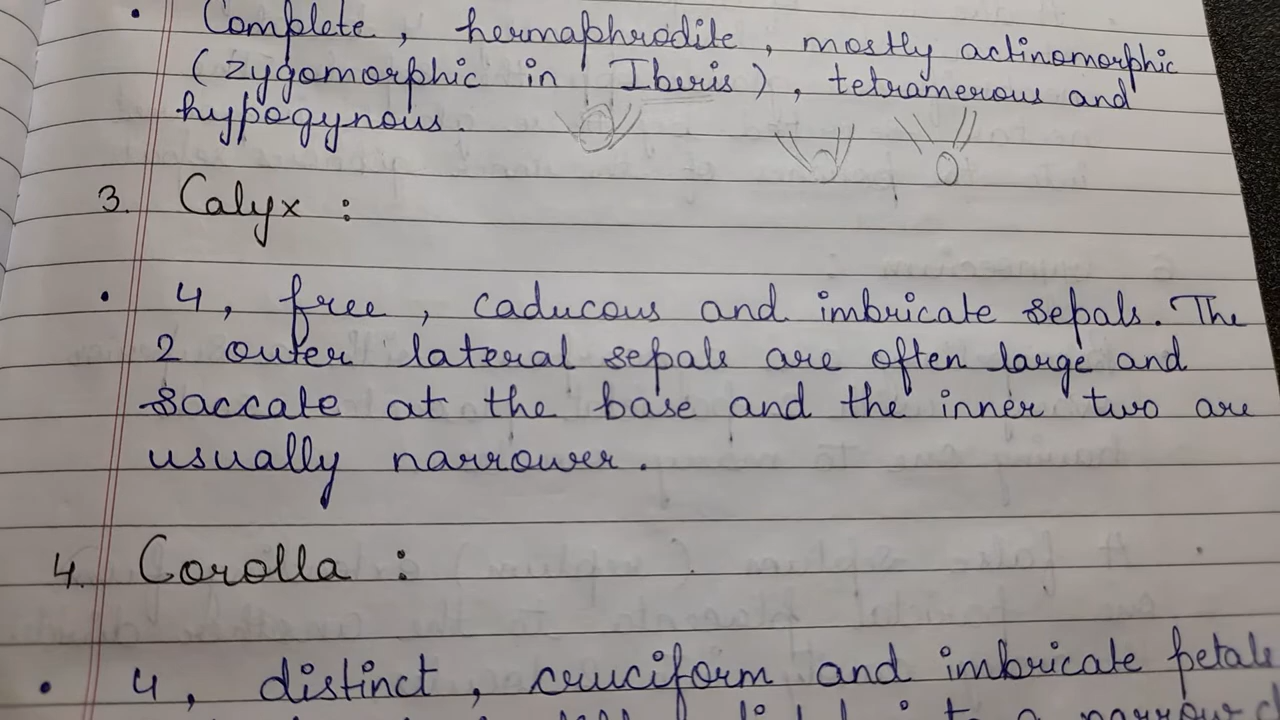 • Complete, hermaphrodite, mostly actinomorphic
(zygomorphic in Iberis), tetramerous and
hypogynous.
3. Calyx :
• 4, free, caducous and imbricate sepals. The
2 outer lateral sepals are often large and
saccate at the base and the inner two are
usually narrower.
4. Corolla :
• 4, distinct, cruciform and imbricate petals